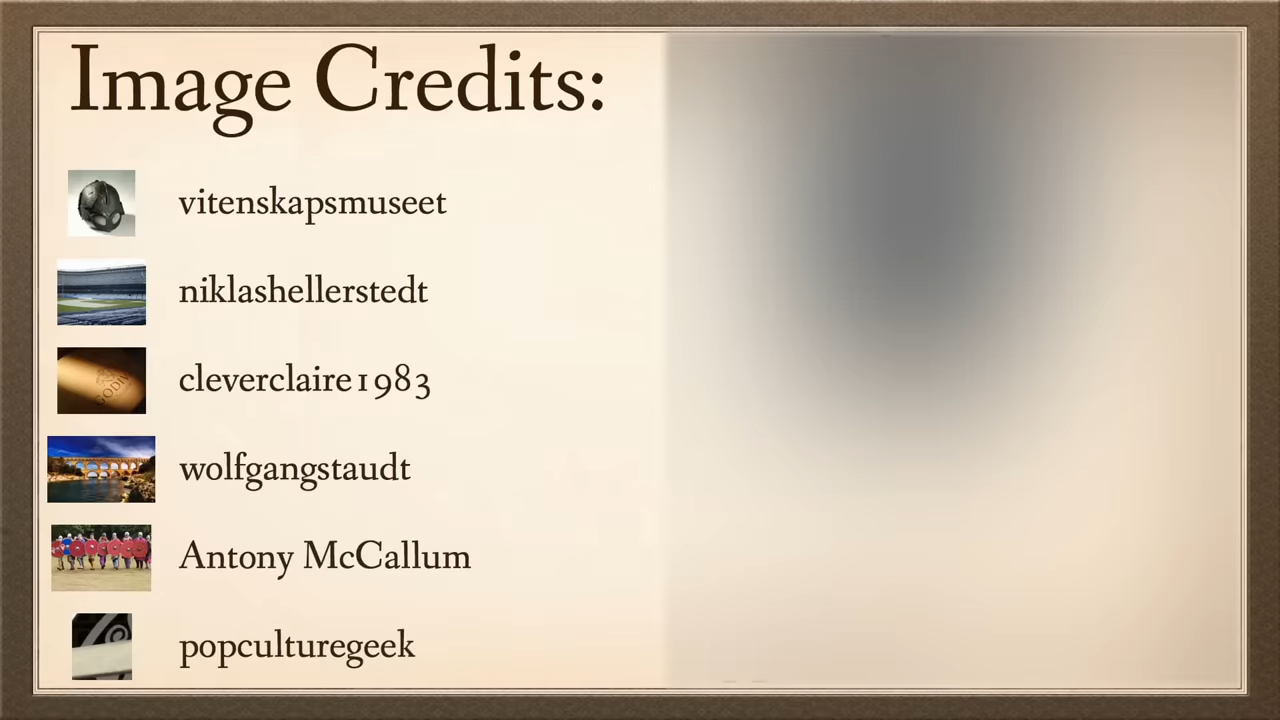 Image Credits:
vitenskapsmuseet
niklashellerstedt
cleverclaire1983
wolfgangstaudt
Antony McCallum
popculturegeek